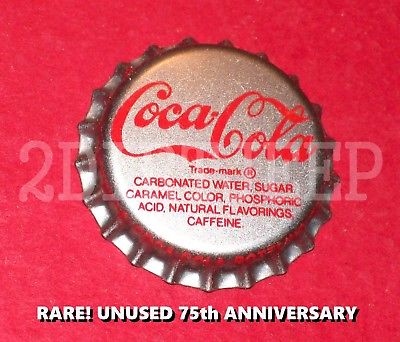 Coca-Cola
Trade-mark ®
CARBONATED WATER, SUGAR
CARAMEL COLOR, PHOSPHORIC
ACID, NATURAL FLAVORINGS,
CAFFEINE.
RARE! UNUSED 75th ANNIVERSARY